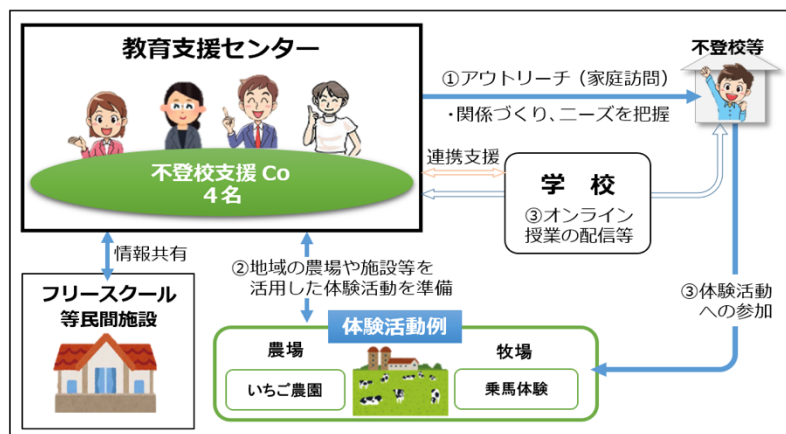 教育支援センター
不登校支援 Co
４名
不登校等
①アウトリーチ（家庭訪問）
・関係づくり、ニーズを把握
連携支援
学 校
③オンライン
授業の配信等
情報共有
②地域の農場や施設等を
活用した体験活動を準備
③体験活動
への参加
フリースクール
等民間施設
体験活動例
農場
いちご農園
牧場
乗馬体験